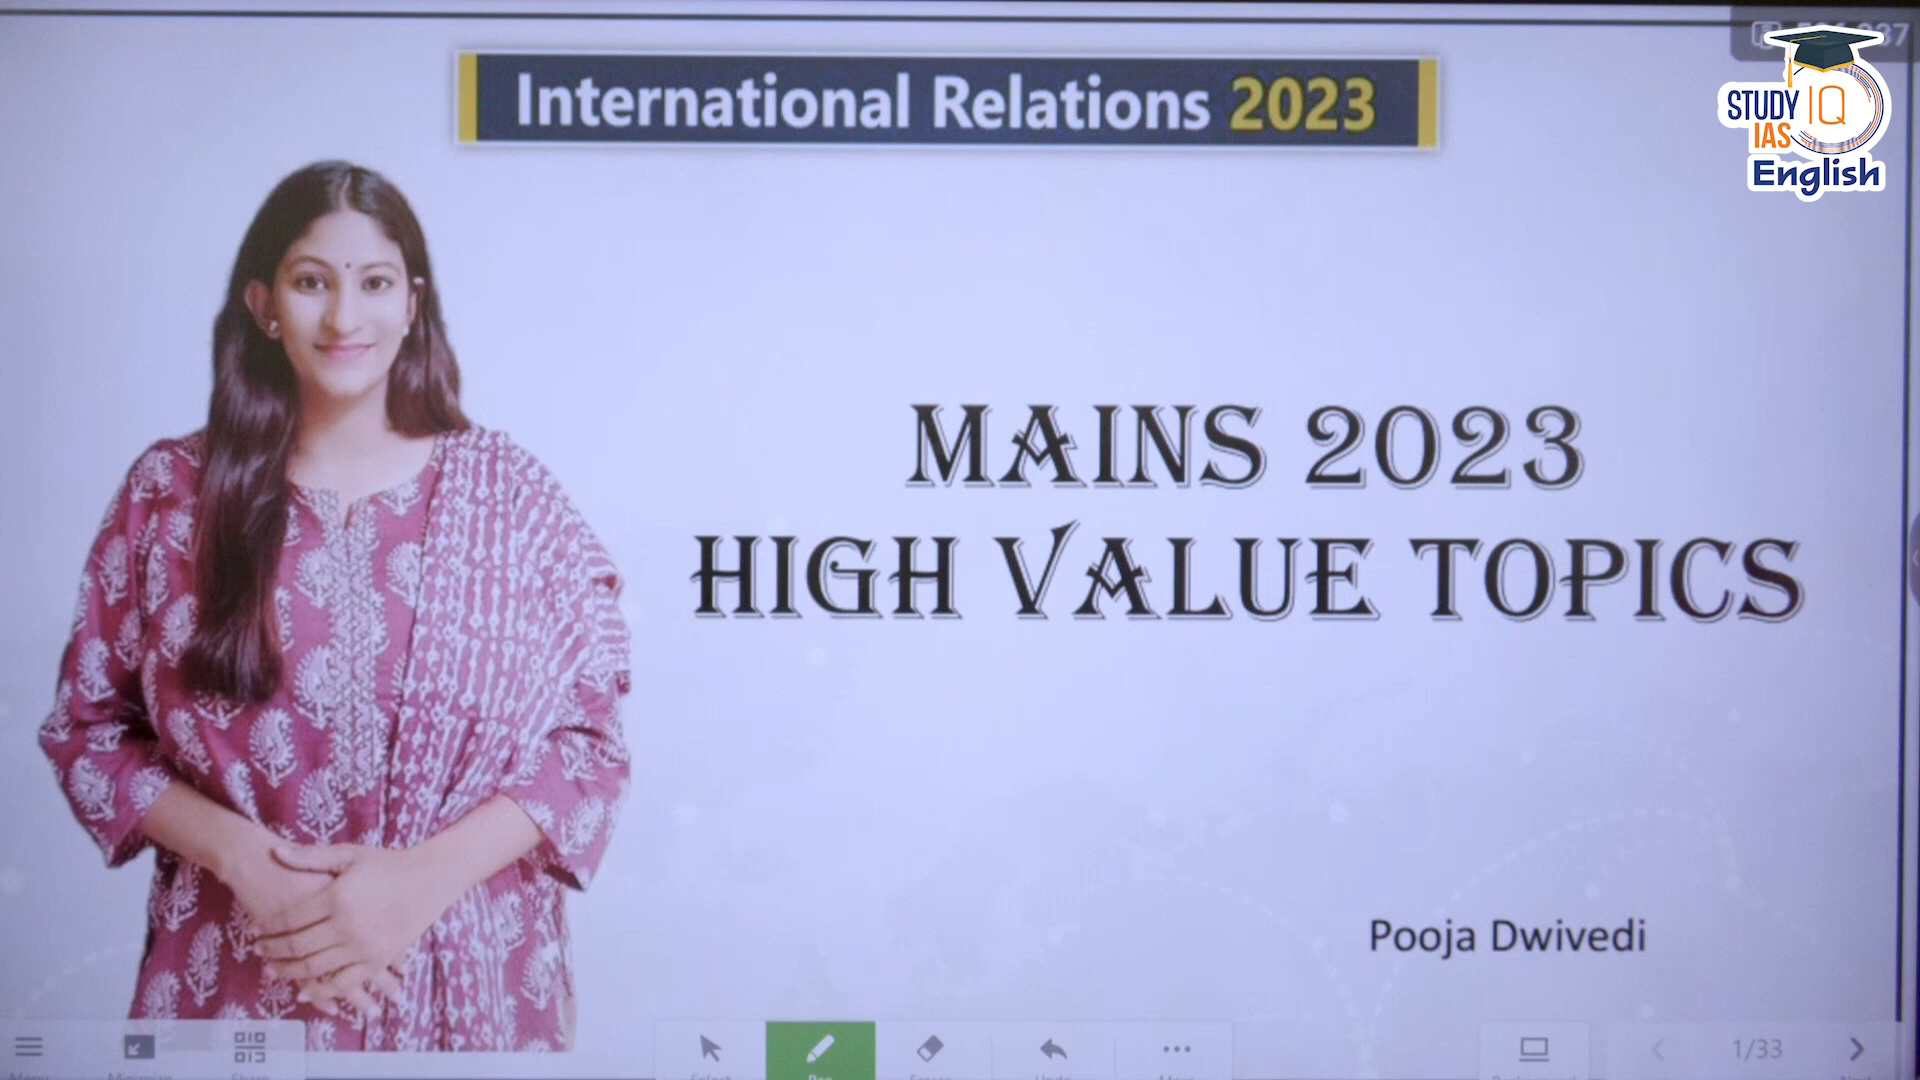 International Relations 2023
STUDY IQ
IAS
English
MAINS 2023
HIGH VALUE TOPICS
Pooja Dwivedi
1/33